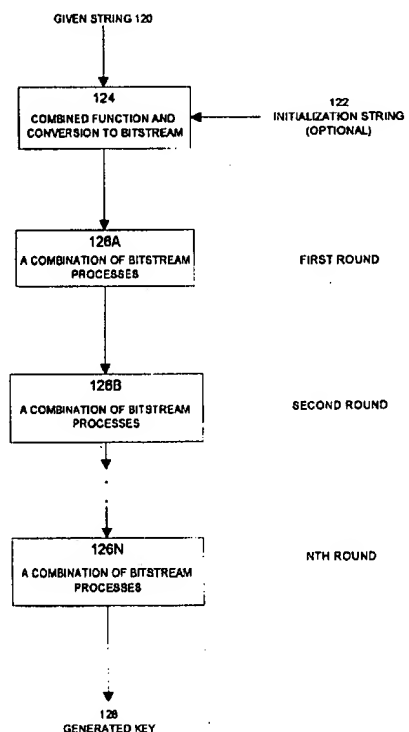 GIVEN STRING 120
124
COMBINED FUNCTION AND
CONVERSION TO BITSTREAM
122
INITIALIZATION STRING
(OPTIONAL)
126A
A COMBINATION OF BITSTREAM
PROCESSES
FIRST ROUND
126B
A COMBINATION OF BITSTREAM
PROCESSES
SECOND ROUND
126N
A COMBINATION OF BITSTREAM
PROCESSES
NTH ROUND
128
GENERATED KEY